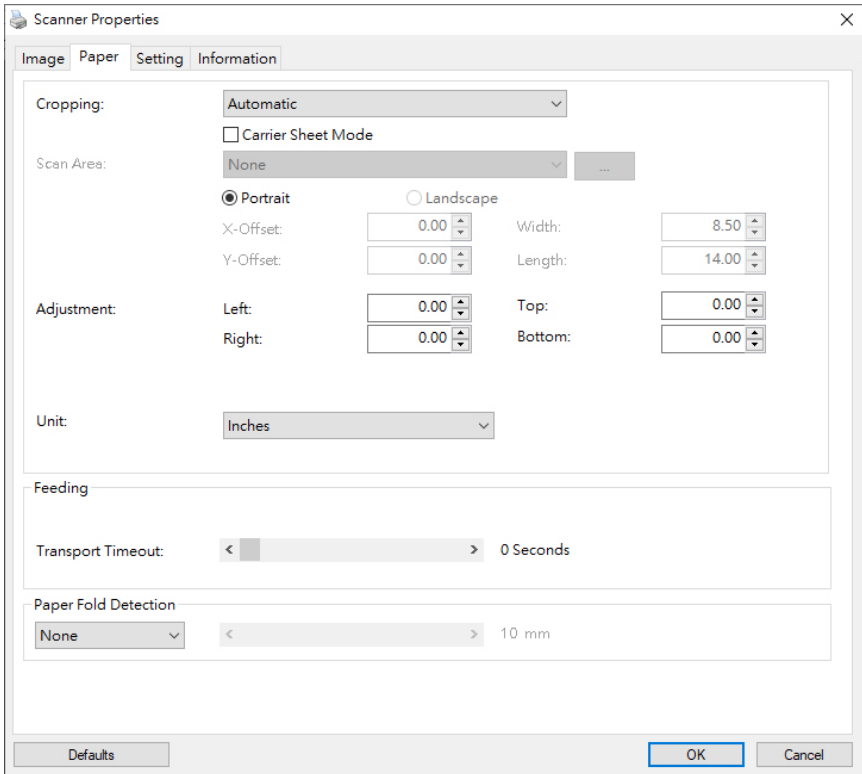 Scanner Properties
Image Paper Setting Information
Cropping: Automatic
Carrier Sheet Mode
Scan Area: None ...
Portrait Landscape
X-Offset: 0.00 Width: 8.50
Y-Offset: 0.00 Length: 14.00
Adjustment: Left: 0.00 Top: 0.00
Right: 0.00 Bottom: 0.00
Unit: Inches
Feeding
Transport Timeout: 0 Seconds
Paper Fold Detection
None 10 mm
Defaults OK Cancel